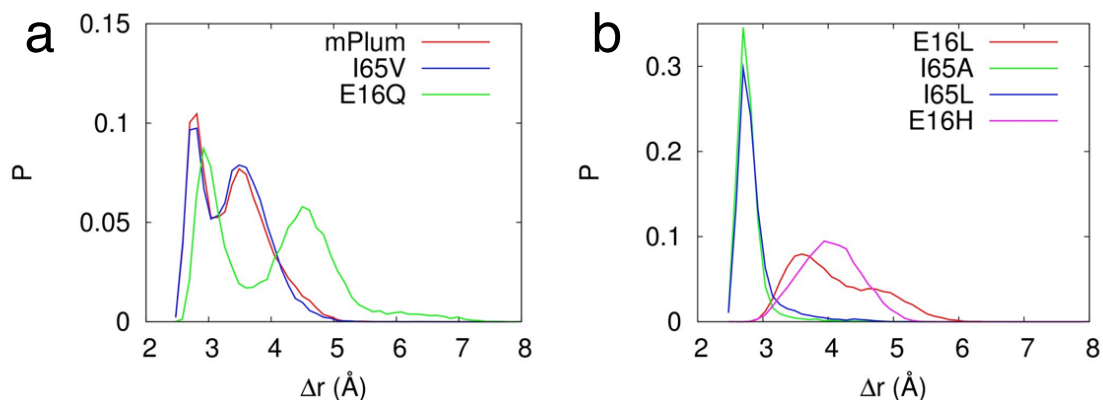 a
0.15
0.1
0.05
0
P
mPlum
I65V
E16Q
2 3 4 5 6 7 8
Δr (Å)
b
0.3
0.2
0.1
0
P
E16L
I65A
I65L
E16H
2 3 4 5 6 7 8
Δr (Å)